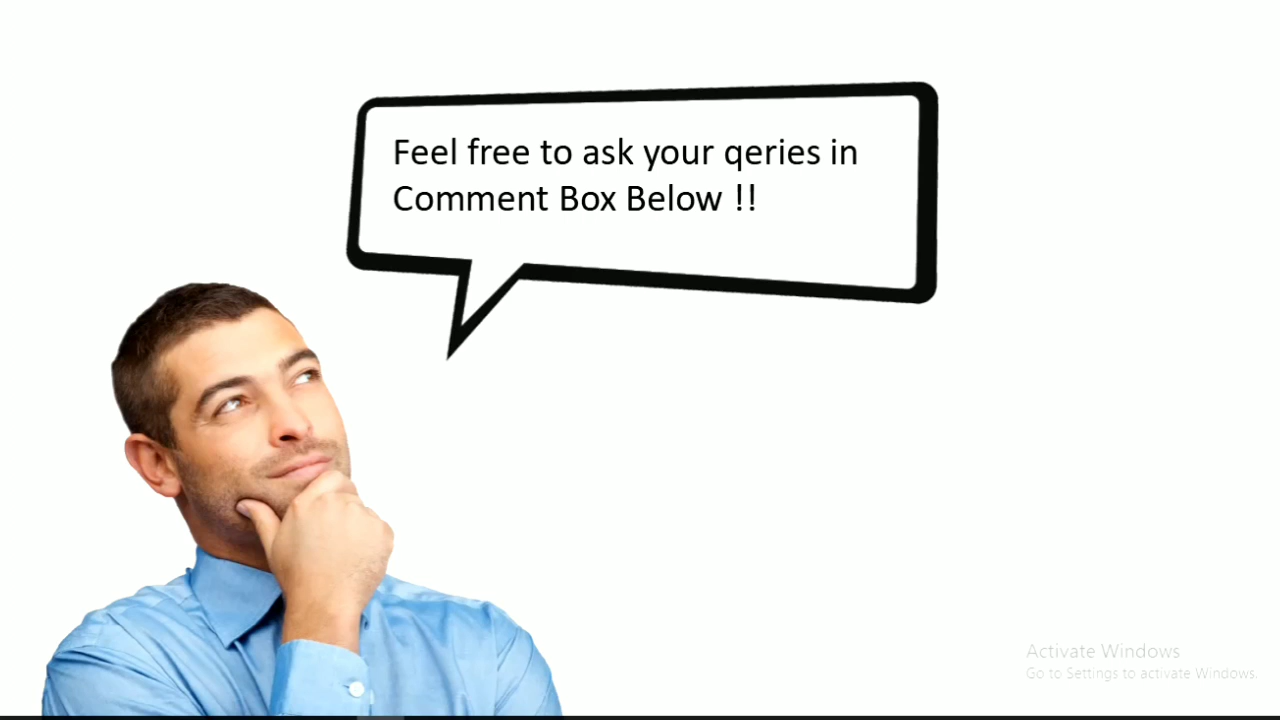 Feel free to ask your qeries in
Comment Box Below !!
Activate Windows
Go to Settings to activate Windows.